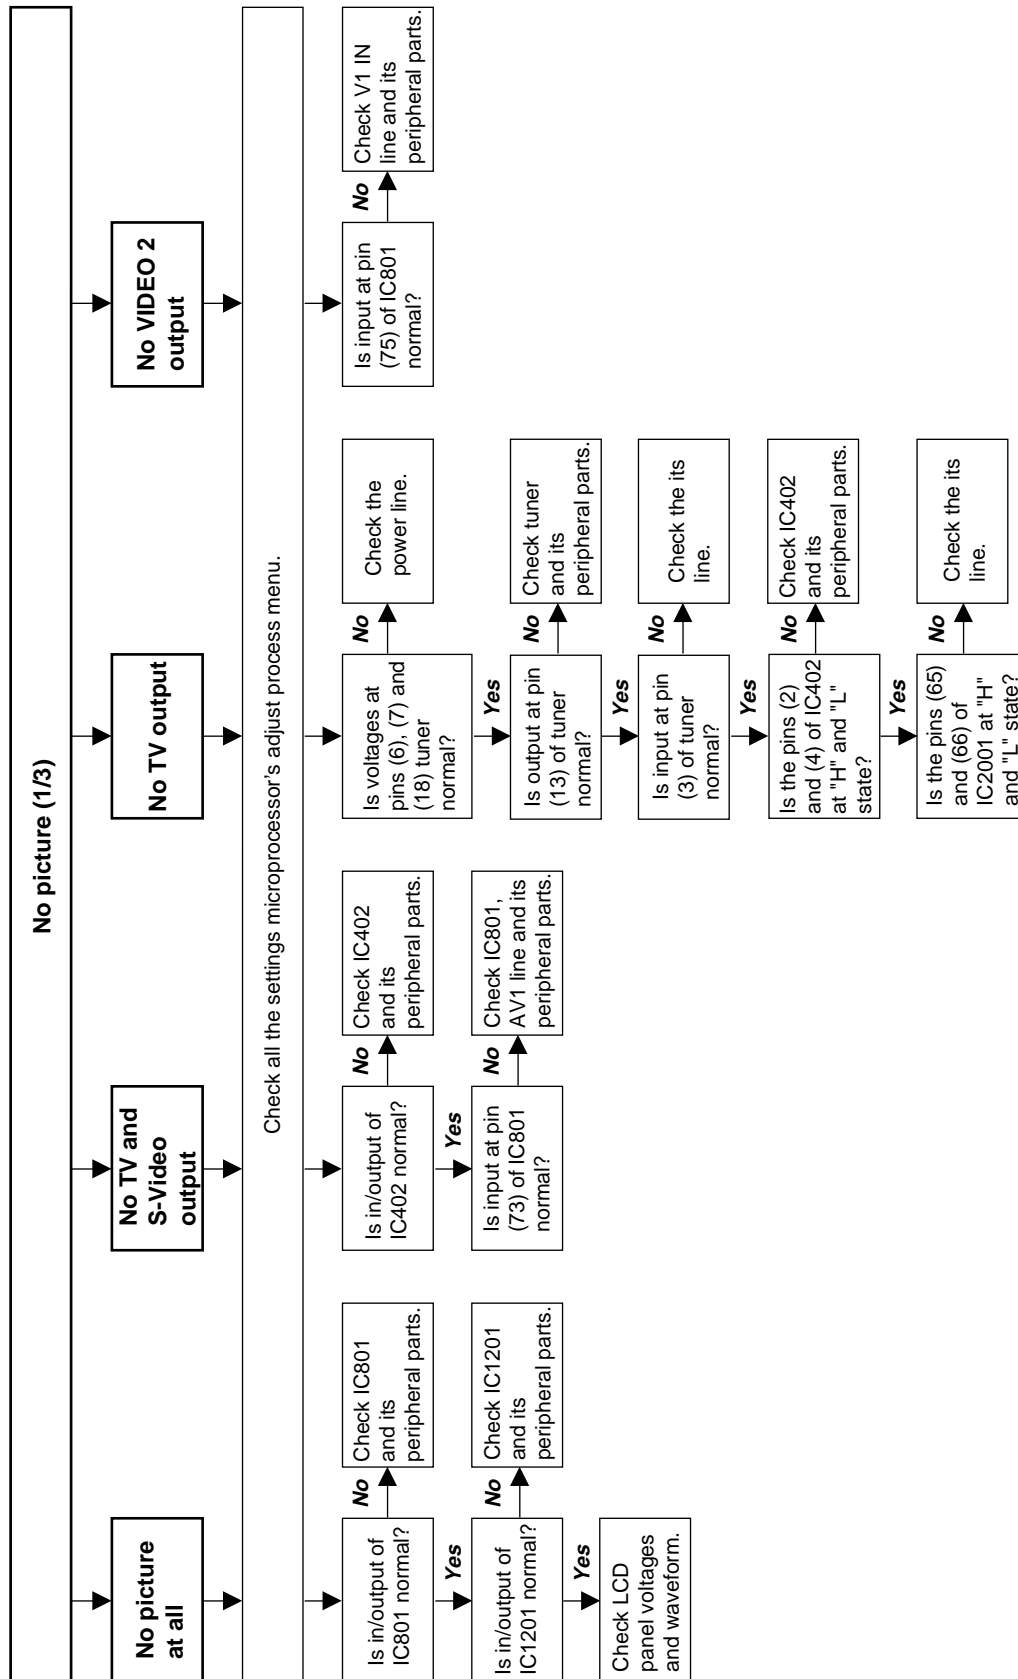 No picture (1/3)
No picture
at all
No TV and
S-Video
output
No TV output
No VIDEO 2
output
Check all the settings microprocessor's adjust process menu.
Is in/output of
IC801 normal?
No
Check IC801
and its
peripheral parts.
Yes
Is in/output of
IC1201 normal?
No
Check IC1201
and its
peripheral parts.
Yes
Check LCD
panel voltages
and waveform.
Is in/output of
IC402 normal?
No
Check IC402
and its
peripheral parts.
Yes
Is input at pin
(73) of IC801
normal?
No
Check IC801,
AV1 line and its
peripheral parts.
Is voltages at
pins (6), (7) and
(18) tuner
normal?
No
Check the
power line.
Yes
Is output at pin
(13) of tuner
normal?
No
Check tuner
and its
peripheral parts.
Yes
Is input at pin
(3) of tuner
normal?
No
Check the its
line.
Yes
Is the pins (2)
and (4) of IC402
at "H" and "L"
state?
No
Check IC402
and its
peripheral parts.
Yes
Is the pins (65)
and (66) of
IC2001 at "H"
and "L" state?
No
Check the its
line.
Is input at pin
(75) of IC801
normal?
No
Check V1 IN
line and its
peripheral parts.